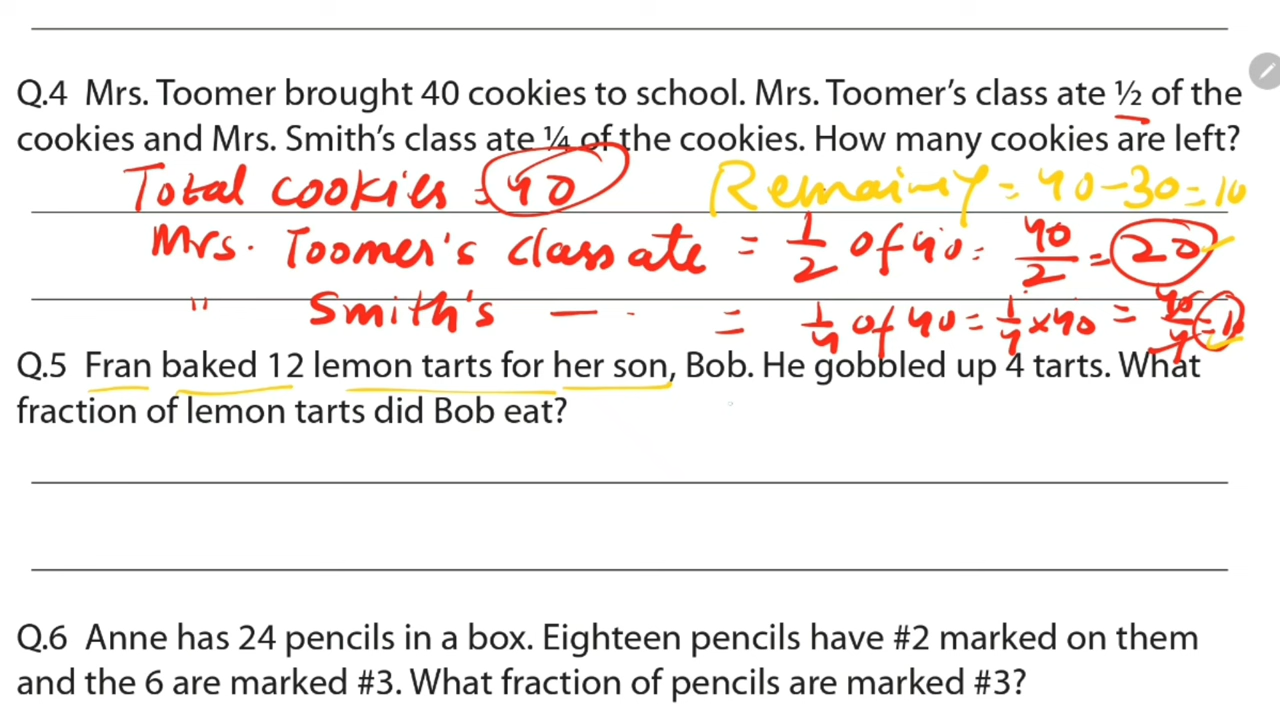 Q.4 Mrs. Toomer brought 40 cookies to school. Mrs. Toomer's class ate ½ of the
cookies and Mrs. Smith's class ate ¼ of the cookies. How many cookies are left?
Total cookies = 40 Remaining = 40-30=10
Mrs. Toomer's class ate = 1/2 of 40 = 40/2 = 20
" Smith's — · = 1/4 of 40 = 1/4 x 40 = 40/4 = 10
Q.5 Fran baked 12 lemon tarts for her son, Bob. He gobbled up 4 tarts. What
fraction of lemon tarts did Bob eat?
Q.6 Anne has 24 pencils in a box. Eighteen pencils have #2 marked on them
and the 6 are marked #3. What fraction of pencils are marked #3?